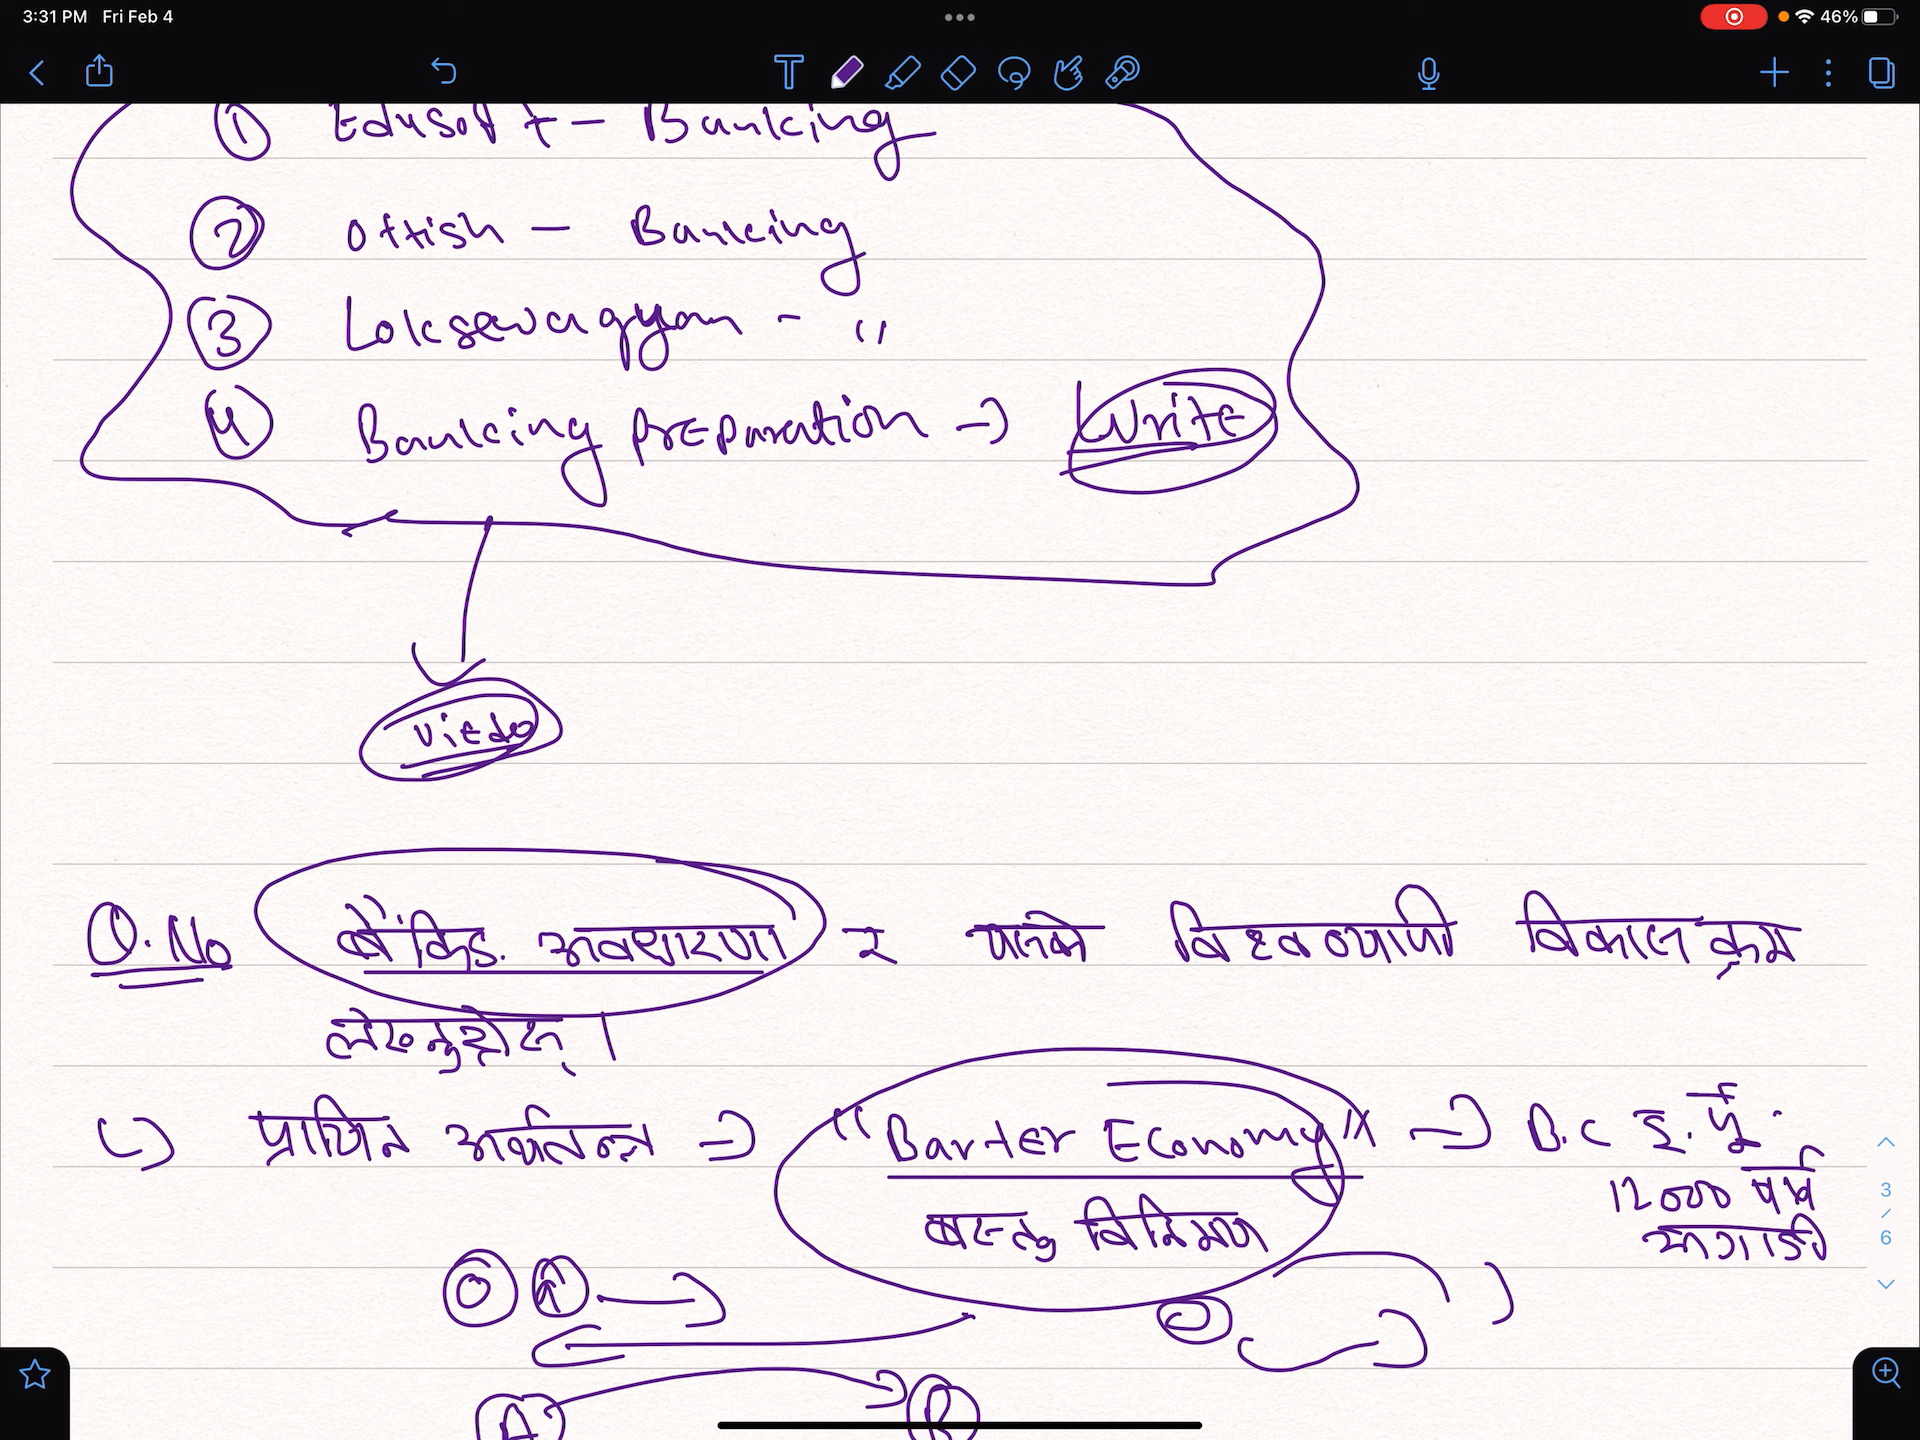 3:31 PM Fri Feb 4
46%
① Edusoft - Banking
② Offish - Banking
③ Loksewagyan - "
④ Banking preparation → Write
Video
Q. No बैंकिङ अवधारणा र यसको विश्वव्यापी विकासक्रम
लेख्नुहोस् ।
प्राचिन अर्थतन्त्र → "Barter Economy" → B.C ई. पू.
वस्तु विनिमय
12000 वर्ष
अगाडी
3
6
A
A B